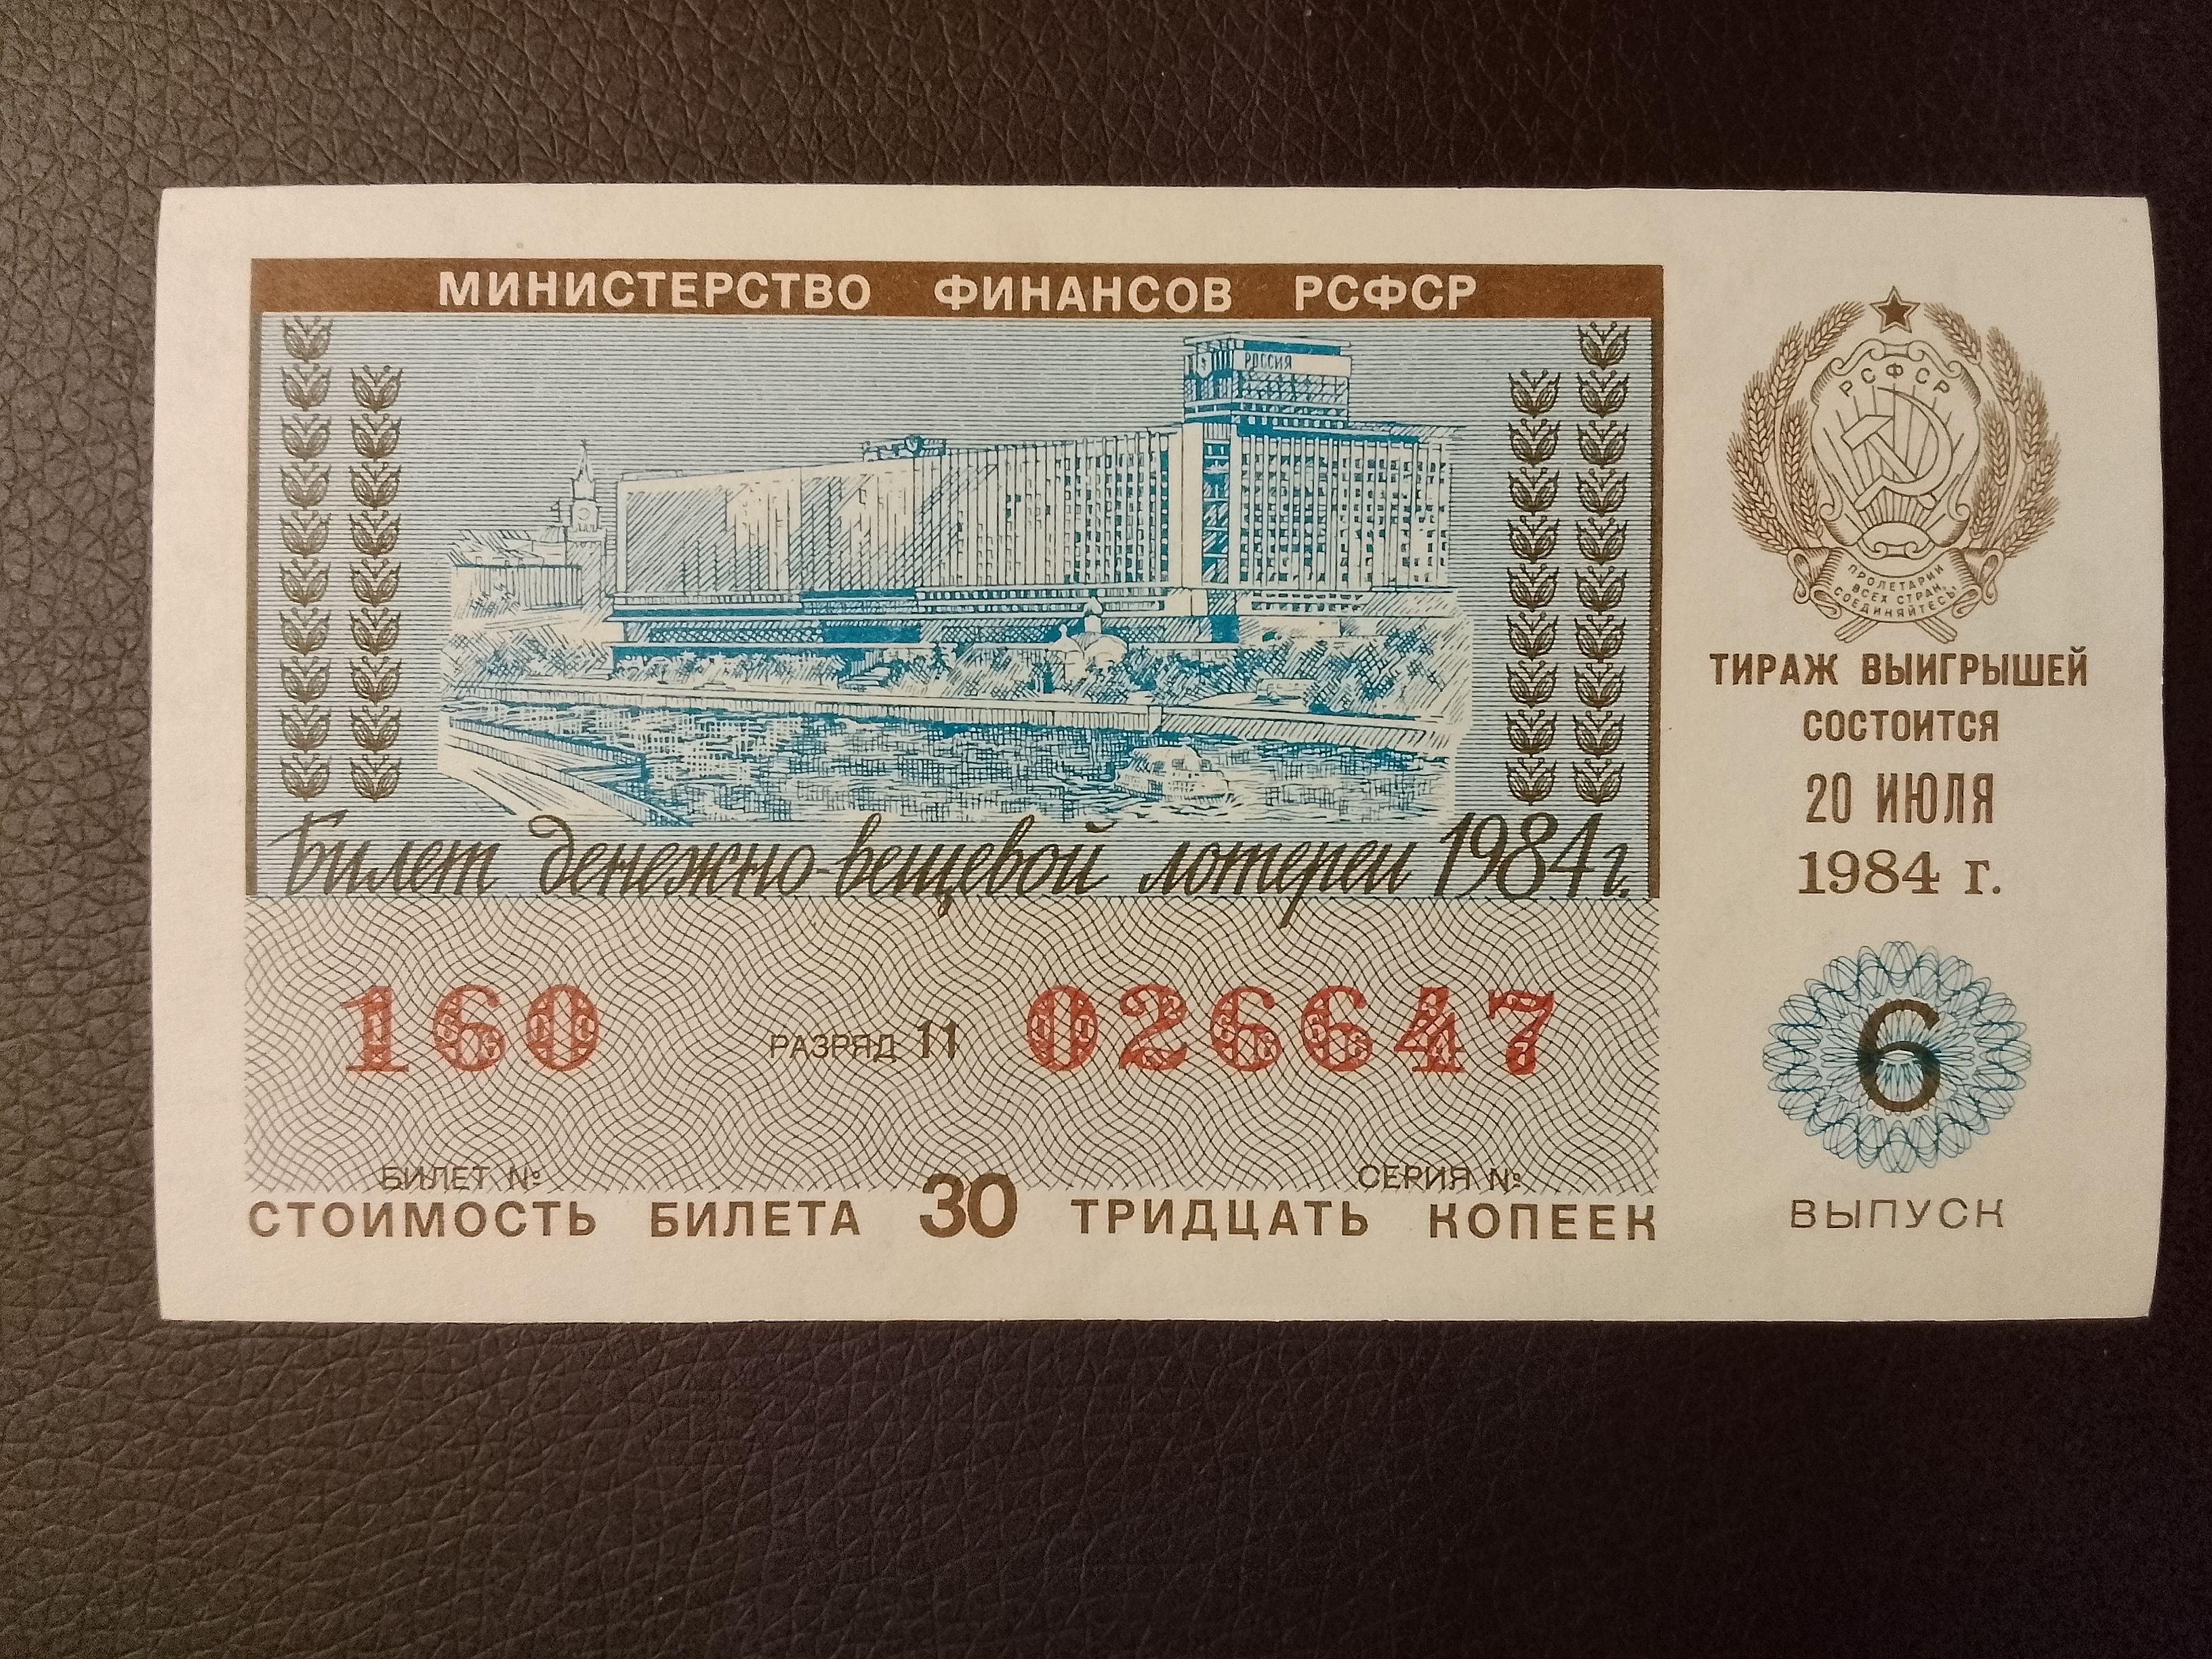 МИНИСТЕРСТВО ФИНАНСОВ РСФСР
РОССИЯ
Билет денежно-вещевой лотереи 1984 г.
160 РАЗРЯД 11 026647
БИЛЕТ № СЕРИЯ №
СТОИМОСТЬ БИЛЕТА 30 ТРИДЦАТЬ КОПЕЕК
РСФСР
ПРОЛЕТАРИИ
ВСЕХ СТРАН,
СОЕДИНЯЙТЕСЬ!
ТИРАЖ ВЫИГРЫШЕЙ
СОСТОИТСЯ
20 ИЮЛЯ
1984 г.
6
ВЫПУСК